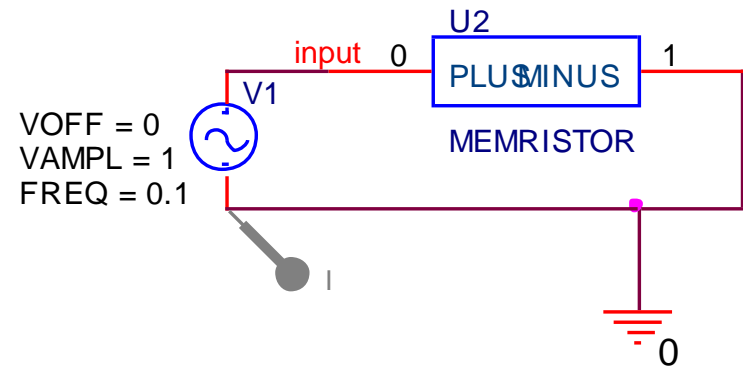 U2
input
0
1
PLUS
MINUS
V1
VOFF = 0
VAMPL = 1
FREQ = 0.1
MEMRISTOR
I
0